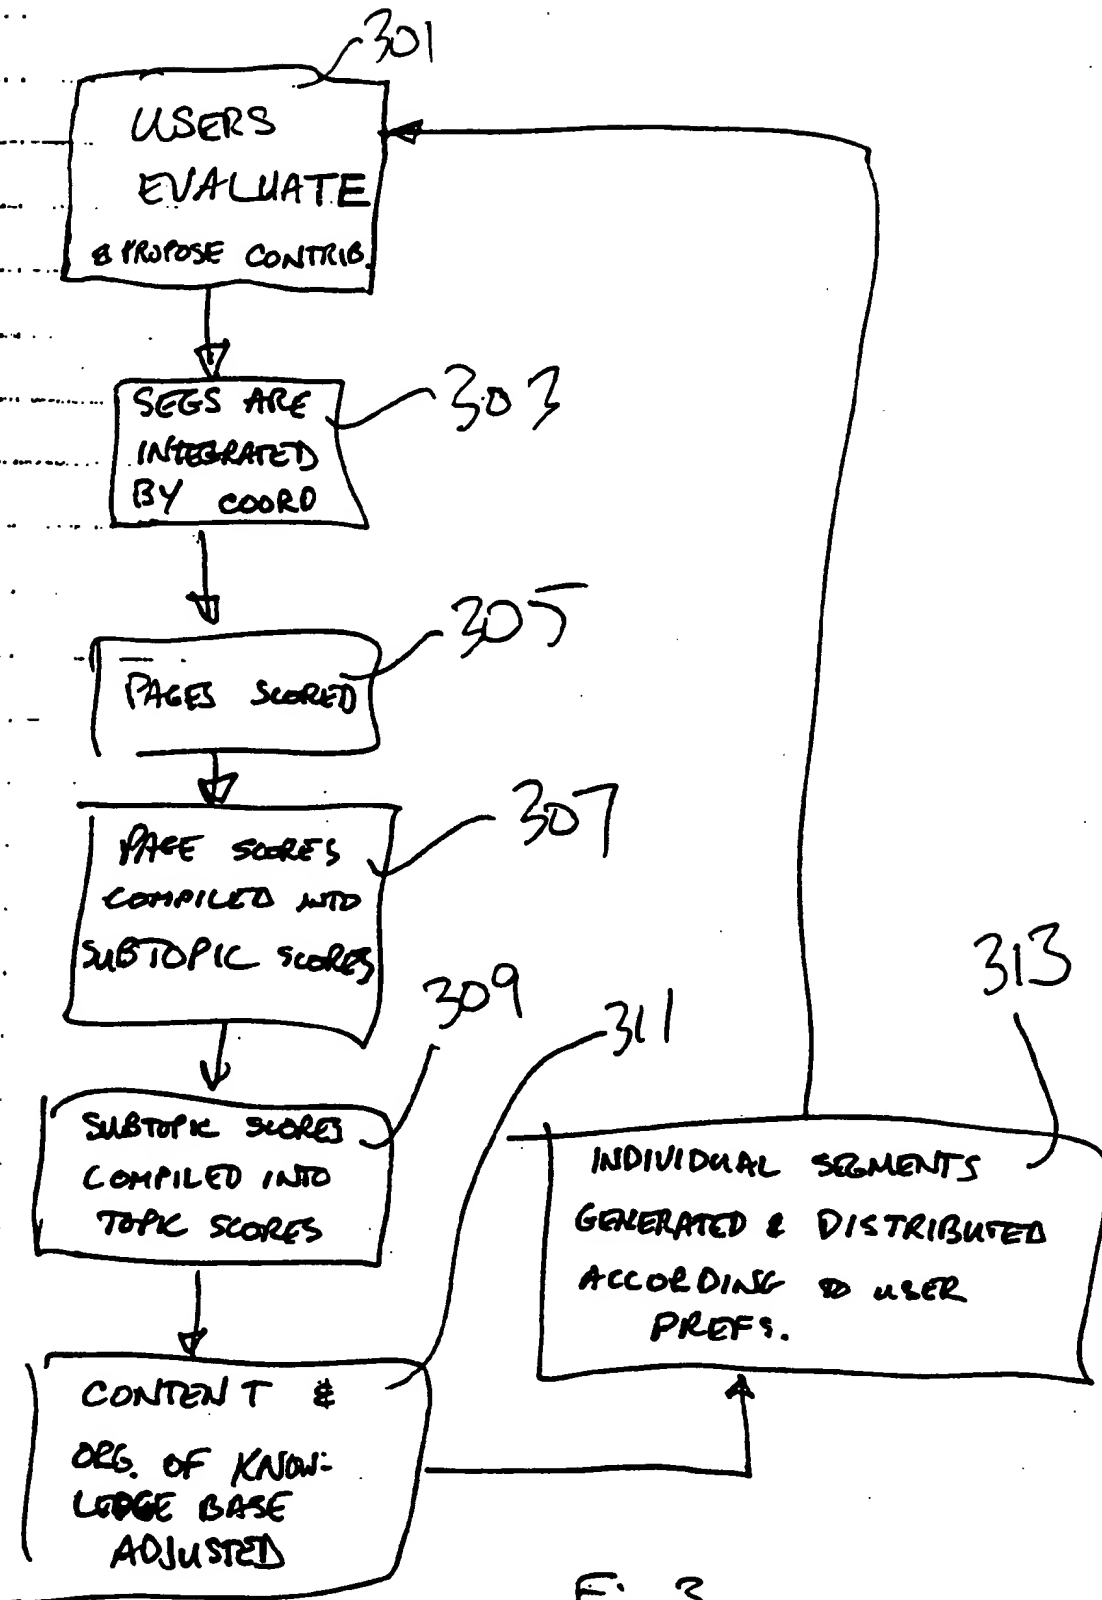 301
USERS
EVALUATE
& PROPOSE CONTRIB.
303
SEGS ARE
INTEGRATED
BY COORD
305
PAGES SCORED
307
PAGE SCORES
COMPILED INTO
SUBTOPIC SCORES
309
SUBTOPIC SCORES
COMPILED INTO
TOPIC SCORES
311
CONTENT &
ORG. OF KNOW-
LEDGE BASE
ADJUSTED
313
INDIVIDUAL SEGMENTS
GENERATED & DISTRIBUTED
ACCORDING TO USER
PREFS.